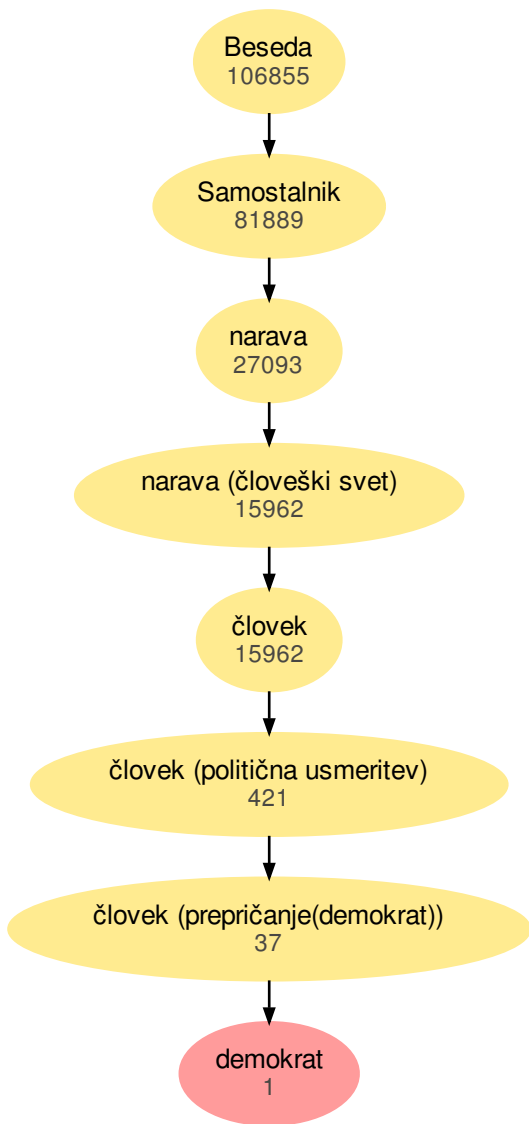 Beseda
106855
Samostalnik
81889
narava
27093
narava (človeški svet)
15962
človek
15962
človek (politična usmeritev)
421
človek (prepričanje(demokrat))
37
demokrat
1